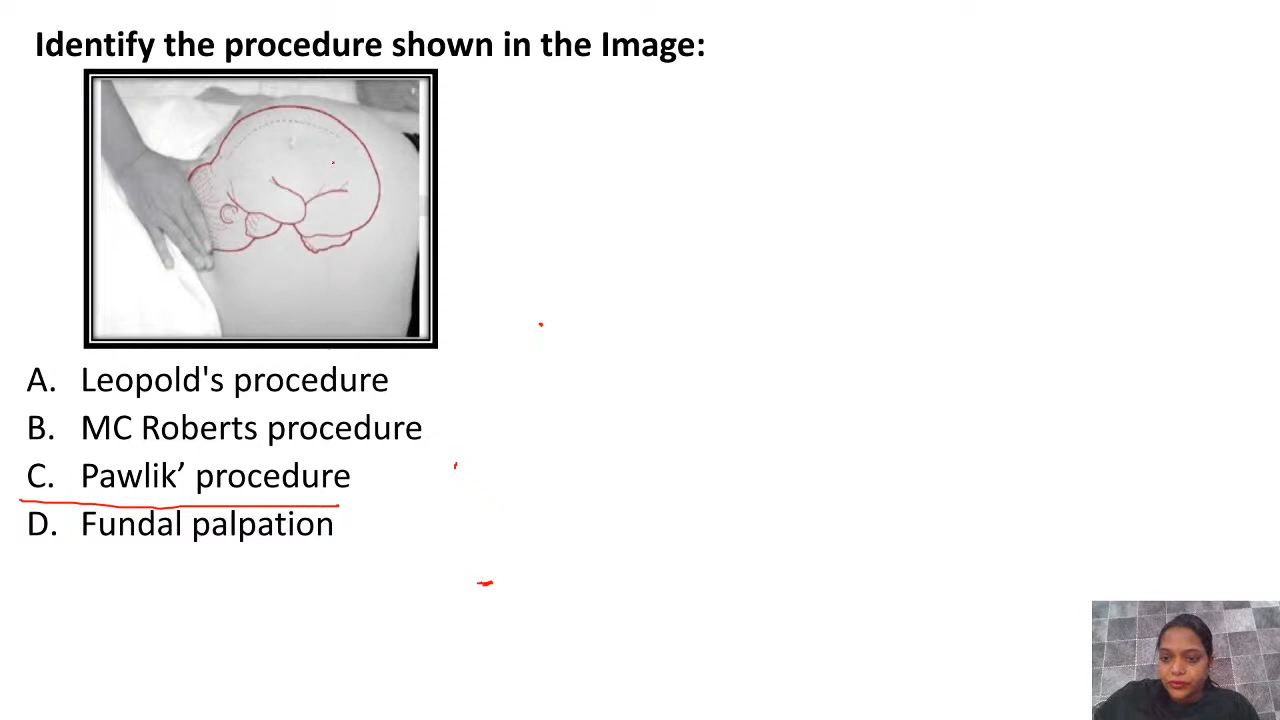 Identify the procedure shown in the Image:
A. Leopold's procedure
B. MC Roberts procedure
C. Pawlik’ procedure
D. Fundal palpation